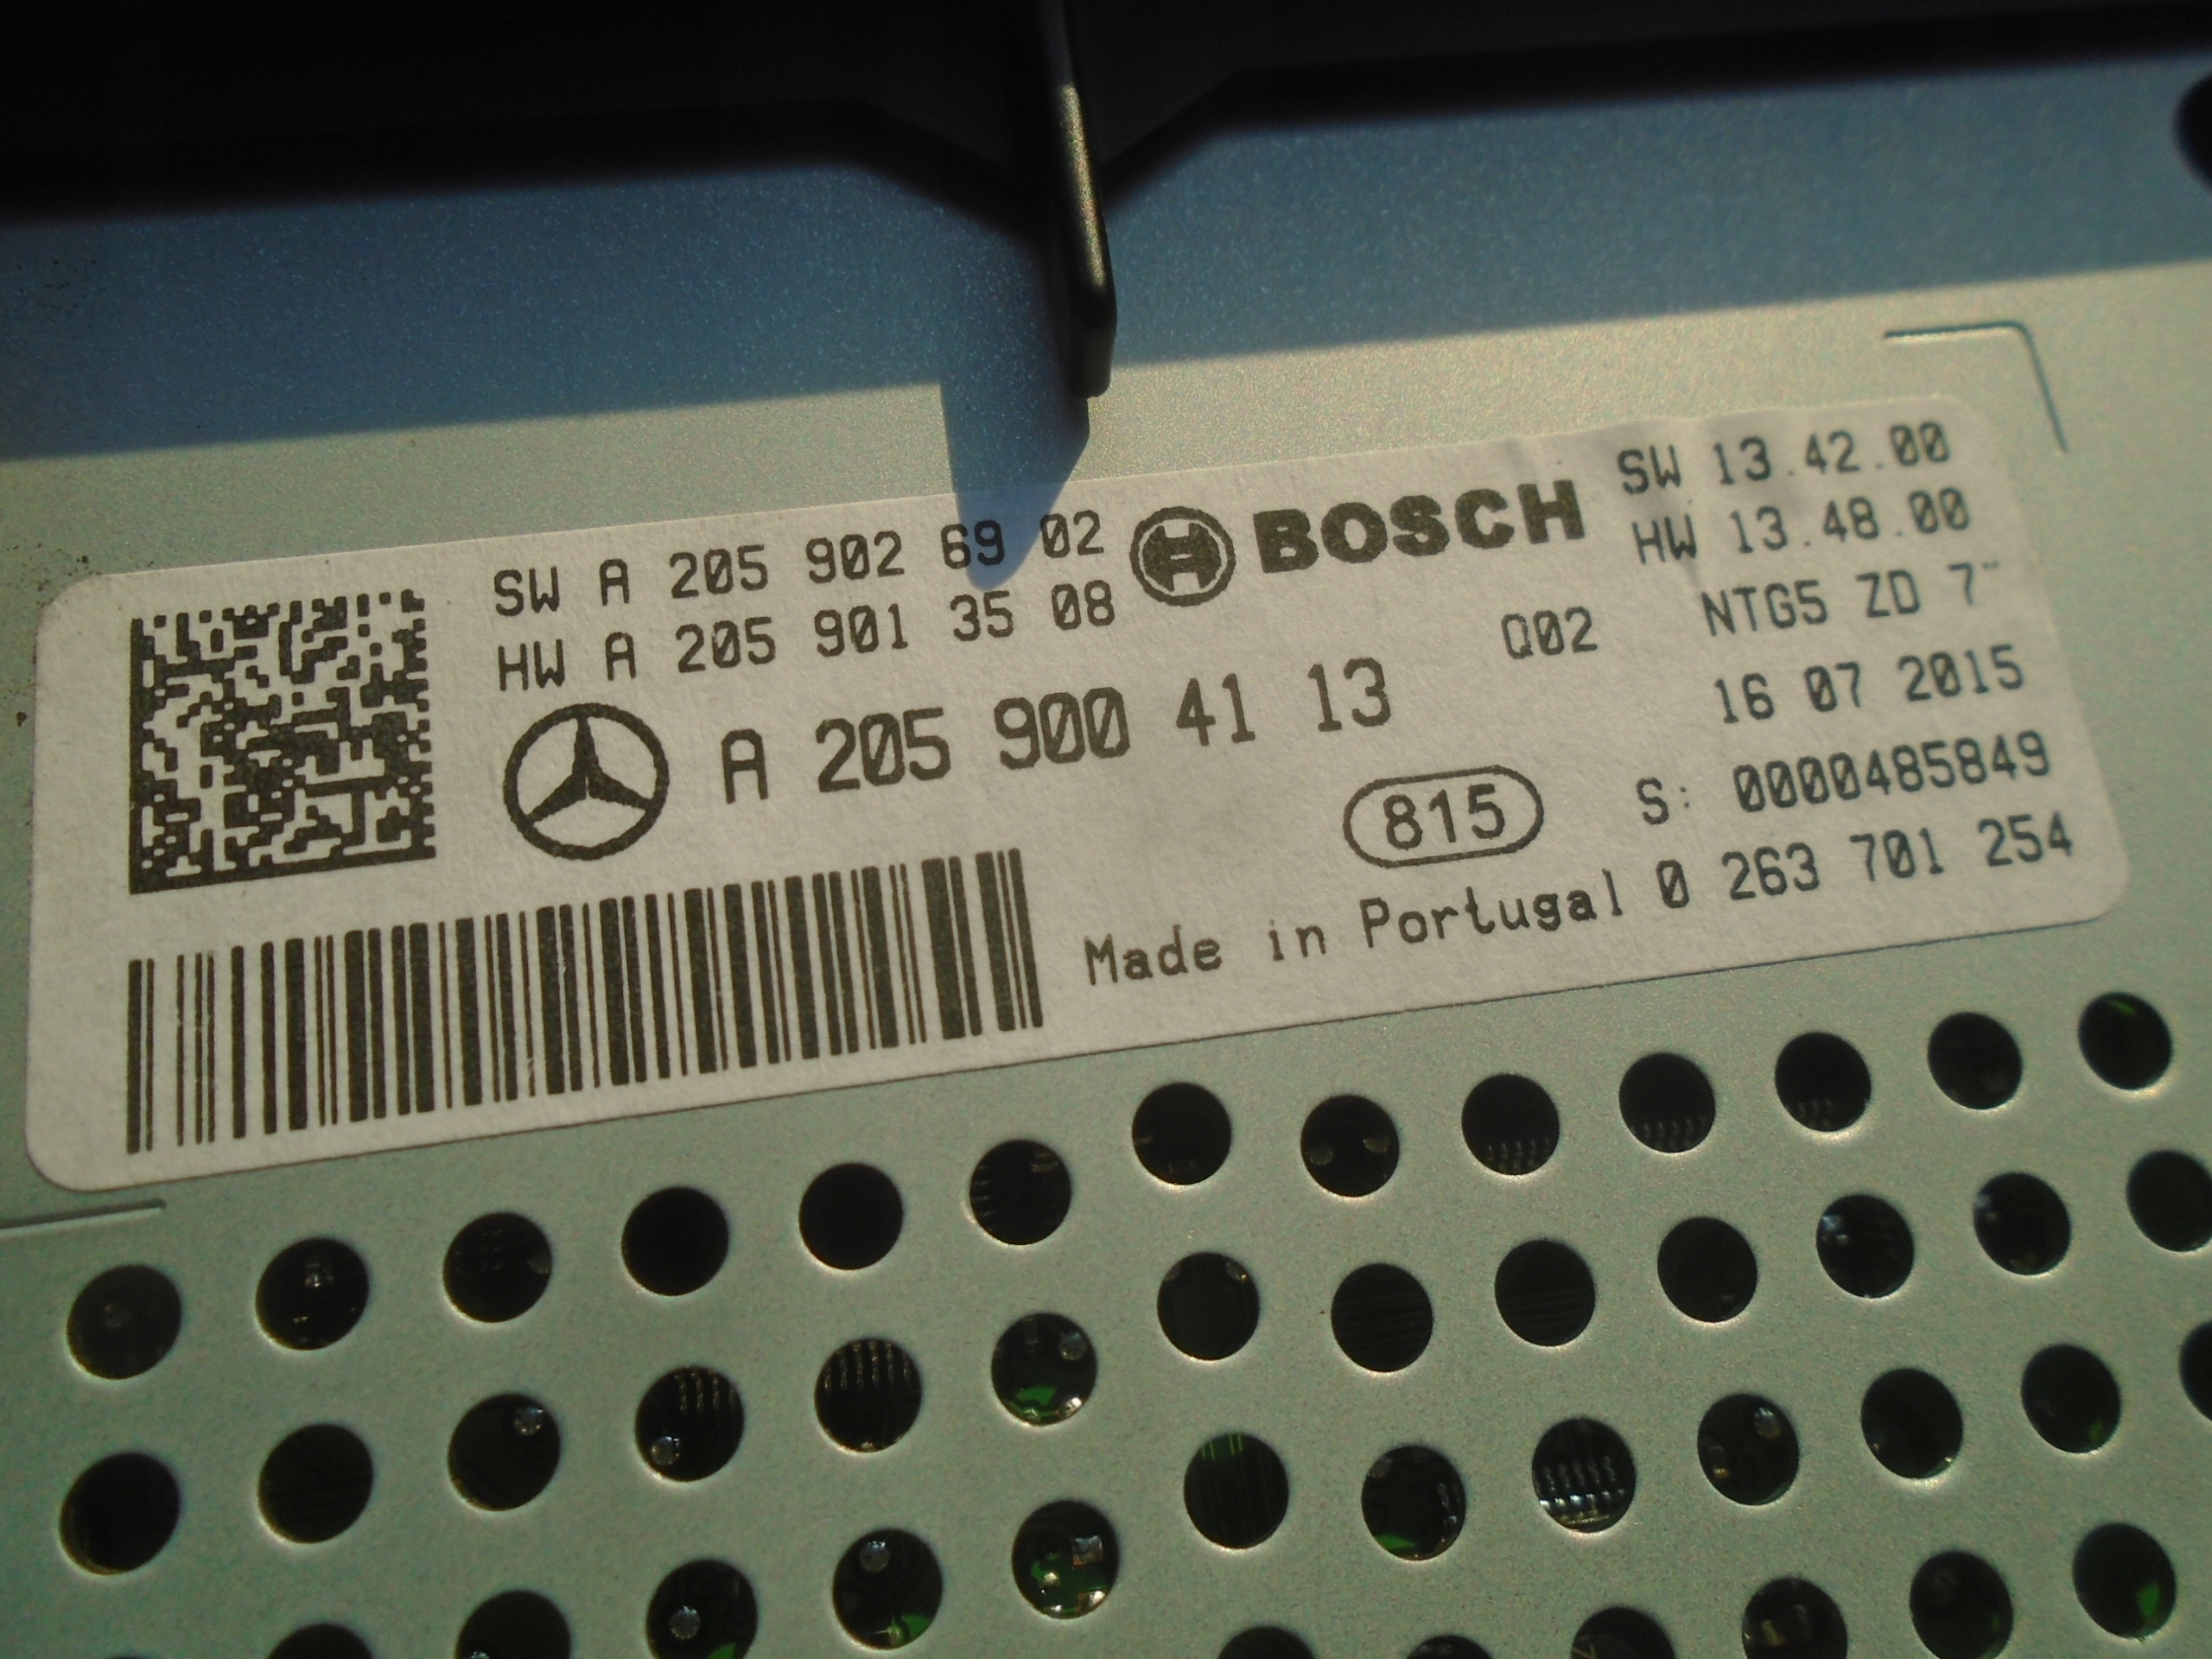 SW A 205 902 69 02
HW A 205 901 35 08
BOSCH
SW 13.42.00
HW 13.48.00
Q02
NTG5 ZD 7"
A 205 900 41 13
16 07 2015
815
S: 0000485849
Made in Portugal 0 263 701 254